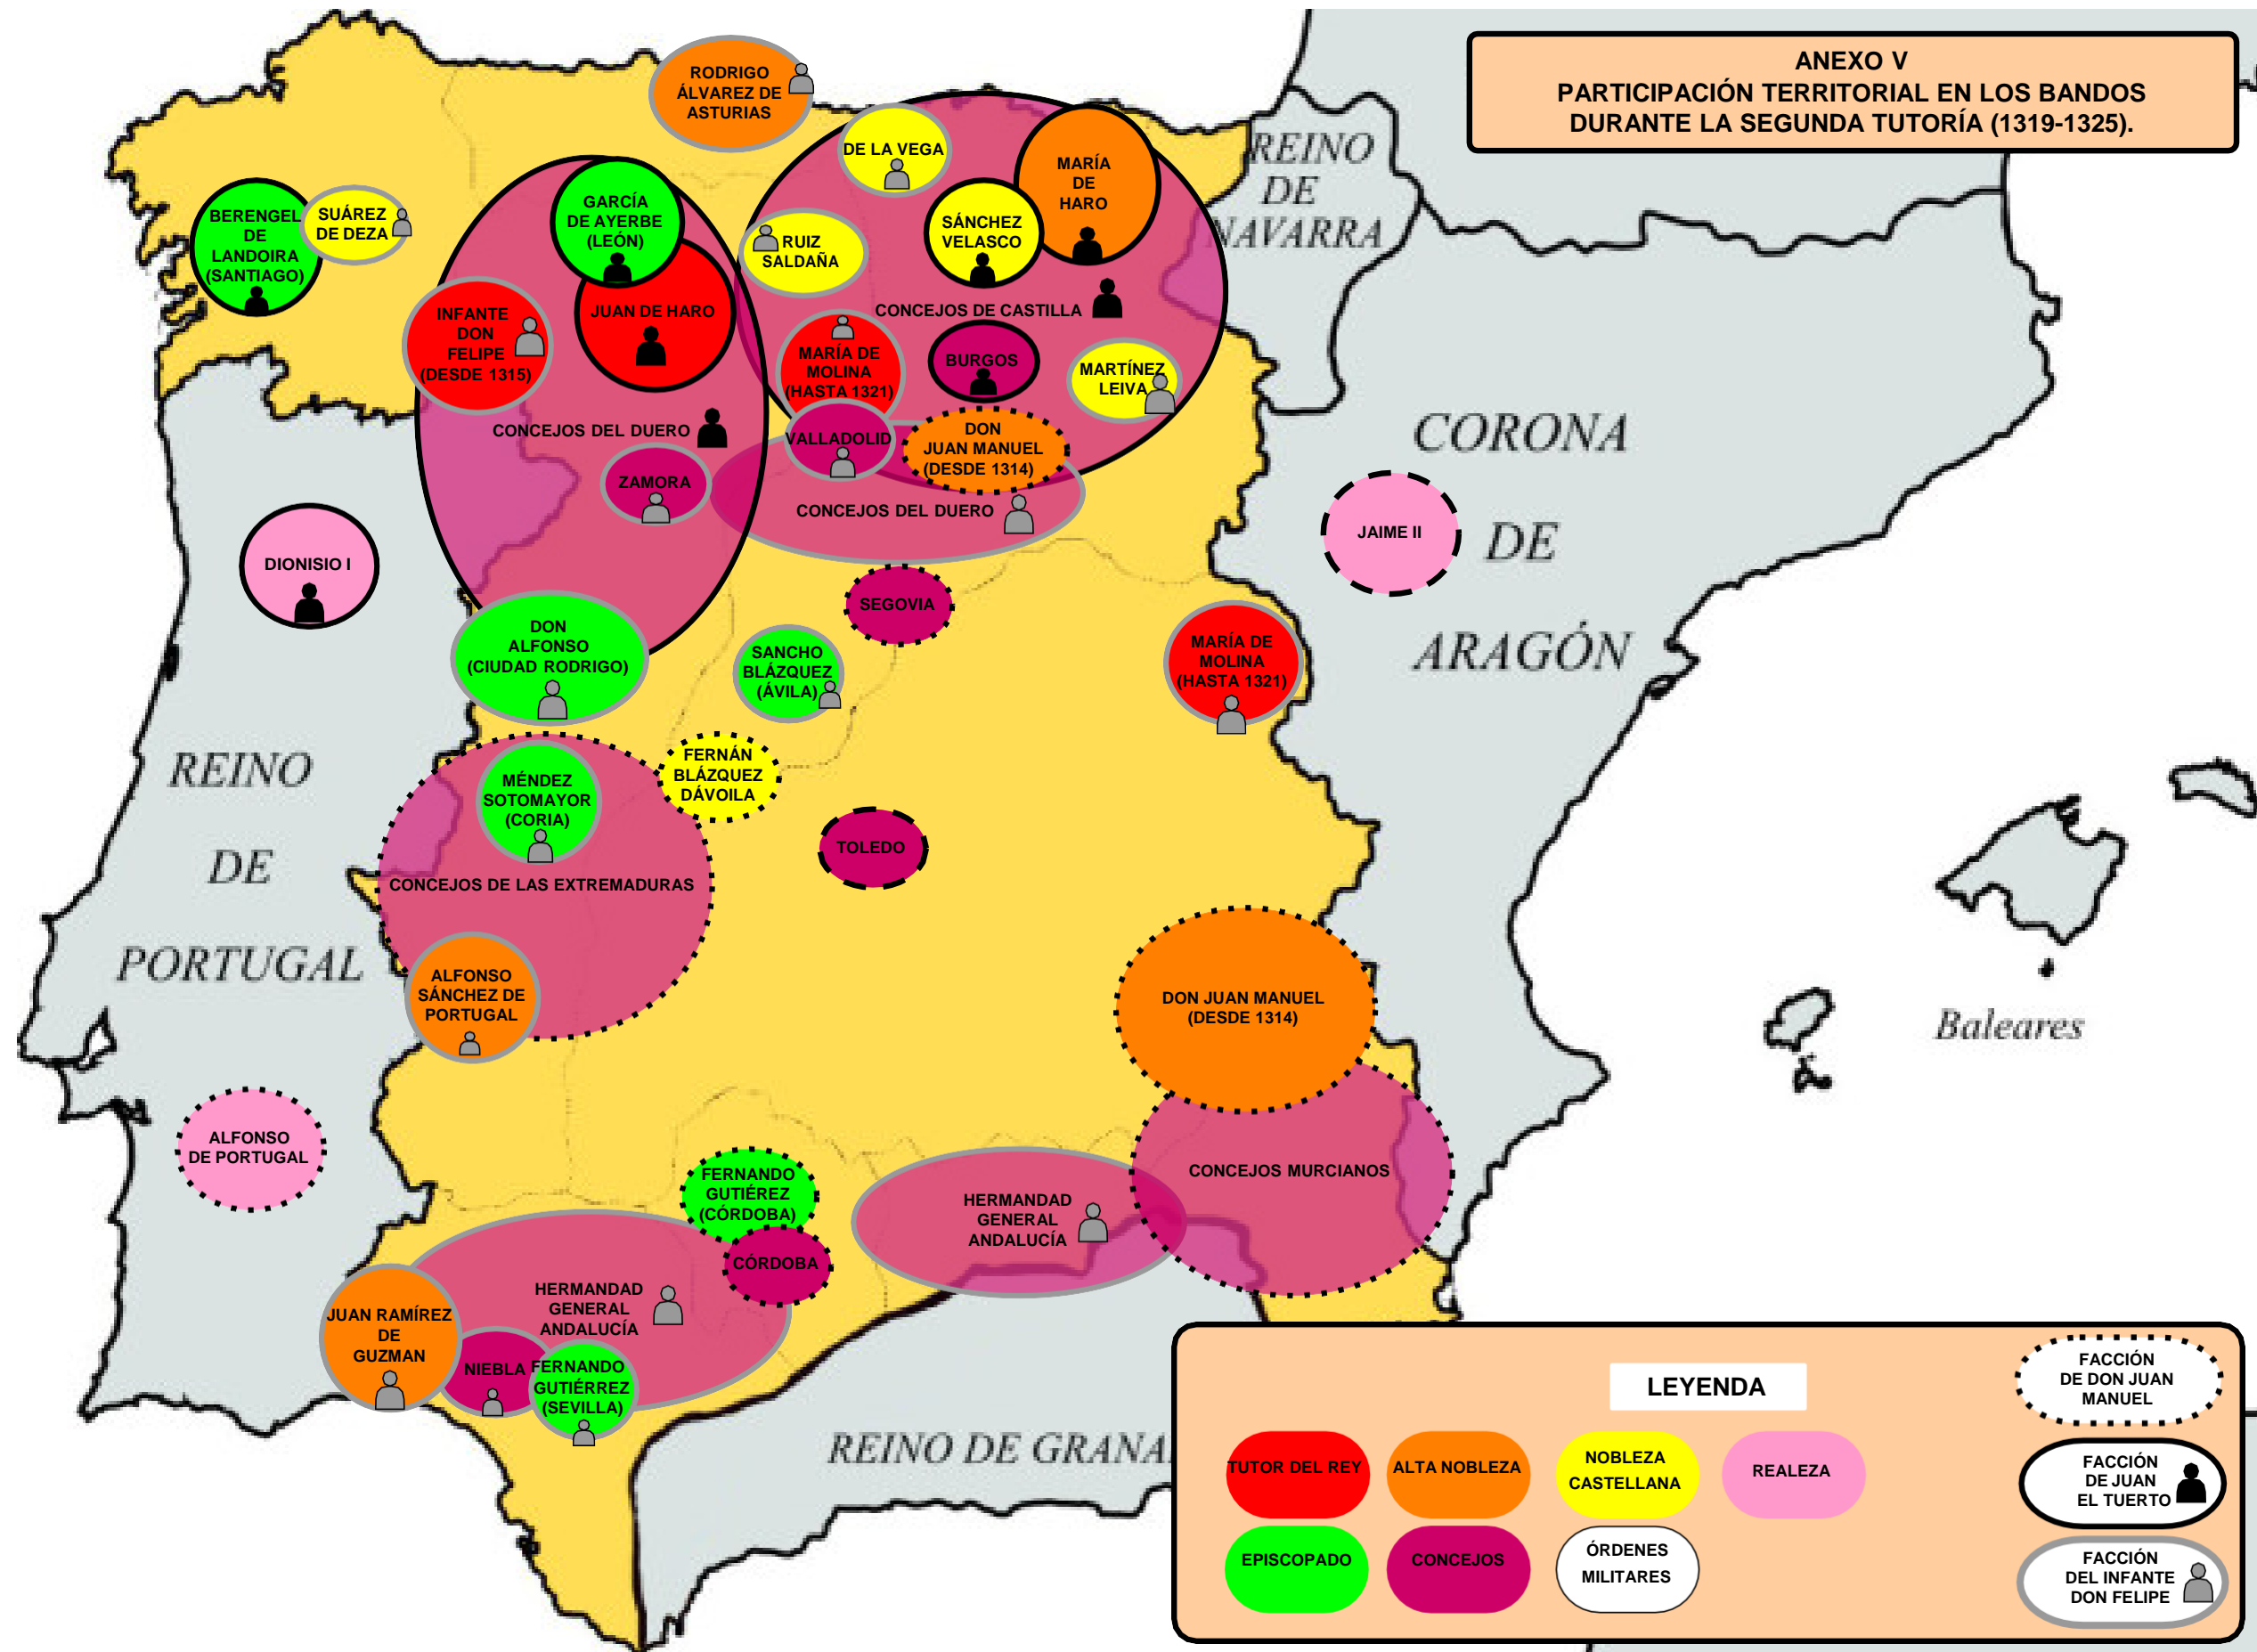 ANEXO V
PARTICIPACIÓN TERRITORIAL EN LOS BANDOS
DURANTE LA SEGUNDA TUTORÍA (1319-1325).
RODRIGO
ÁLVAREZ DE
ASTURIAS
DE LA VEGA
MARÍA
DE
HARO
REINO
DE
NAVARRA
BERENGEL
DE
LANDOIRA
(SANTIAGO)
SUÁREZ
DE DEZA
GARCÍA
DE AYERBE
(LEÓN)
RUIZ
SALDAÑA
SÁNCHEZ
VELASCO
INFANTE
DON
FELIPE
(DESDE 1315)
JUAN DE HARO
CONCEJOS DE CASTILLA
MARÍA DE
MOLINA
(HASTA 1321)
BURGOS
MARTÍNEZ
LEIVA
CONCEJOS DEL DUERO
VALLADOLID
DON
JUAN MANUEL
(DESDE 1314)
ZAMORA
CONCEJOS DEL DUERO
CORONA
DE
ARAGÓN
JAIME II
DIONISIO I
SEGOVIA
DON
ALFONSO
(CIUDAD RODRIGO)
SANCHO
BLÁZQUEZ
(ÁVILA)
MARÍA DE
MOLINA
(HASTA 1321)
REINO
DE
PORTUGAL
MÉNDEZ
SOTOMAYOR
(CORIA)
FERNÁN
BLÁZQUEZ
DÁVOILA
TOLEDO
CONCEJOS DE LAS EXTREMADURAS
ALFONSO
SÁNCHEZ DE
PORTUGAL
DON JUAN MANUEL
(DESDE 1314)
Baleares
ALFONSO
DE PORTUGAL
FERNANDO
GUTIÉREZ
(CÓRDOBA)
CÓRDOBA
HERMANDAD
GENERAL
ANDALUCÍA
CONCEJOS MURCIANOS
HERMANDAD
GENERAL
ANDALUCÍA
JUAN RAMÍREZ
DE
GUZMAN
NIEBLA
FERNANDO
GUTIÉRREZ
(SEVILLA)
REINO DE GRANA
LEYENDA
TUTOR DEL REY
ALTA NOBLEZA
NOBLEZA
CASTELLANA
REALEZA
EPISCOPADO
CONCEJOS
ÓRDENES
MILITARES
FACCIÓN
DE DON JUAN
MANUEL
FACCIÓN
DE JUAN
EL TUERTO
FACCIÓN
DEL INFANTE
DON FELIPE